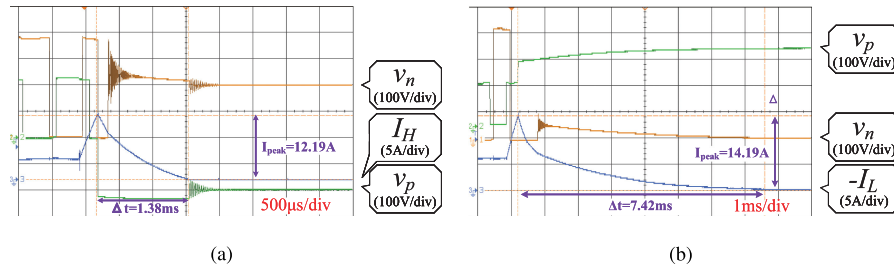 v_n
(100V/div)
I_H
(5A/div)
v_p
(100V/div)
I_peak=12.19A
Δt=1.38ms
500μs/div
(a)
v_p
(100V/div)
Δ
v_n
(100V/div)
I_peak=14.19A
-I_L
(5A/div)
Δt=7.42ms
1ms/div
(b)